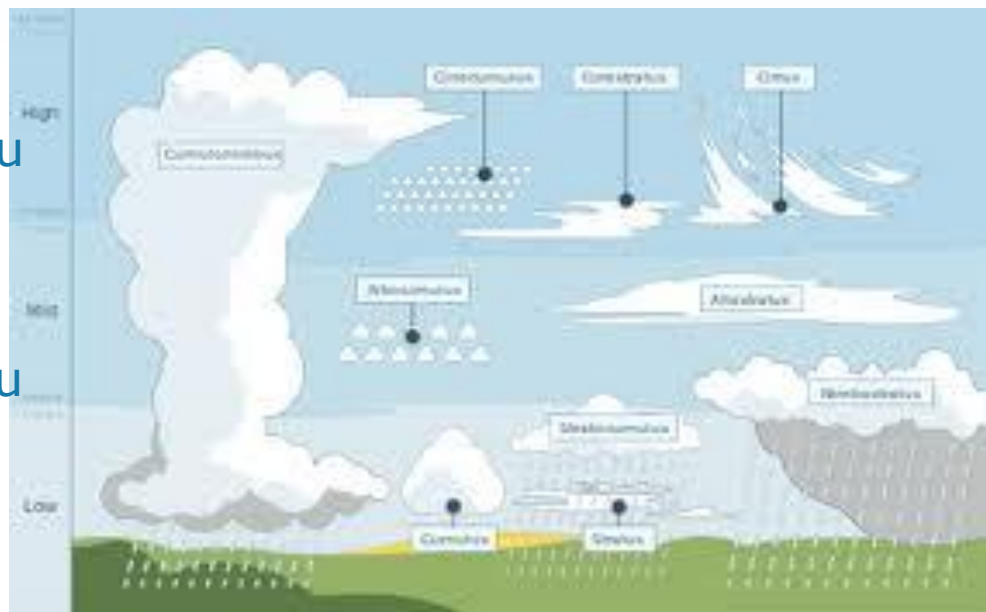 High
Cirrocumulus
Cirrostratus
Cirrus
u
Cumulonimbus
Altocumulus
Mid
Altostratus
u
Nimbostratus
Stratocumulus
Low
Cumulus
Stratus